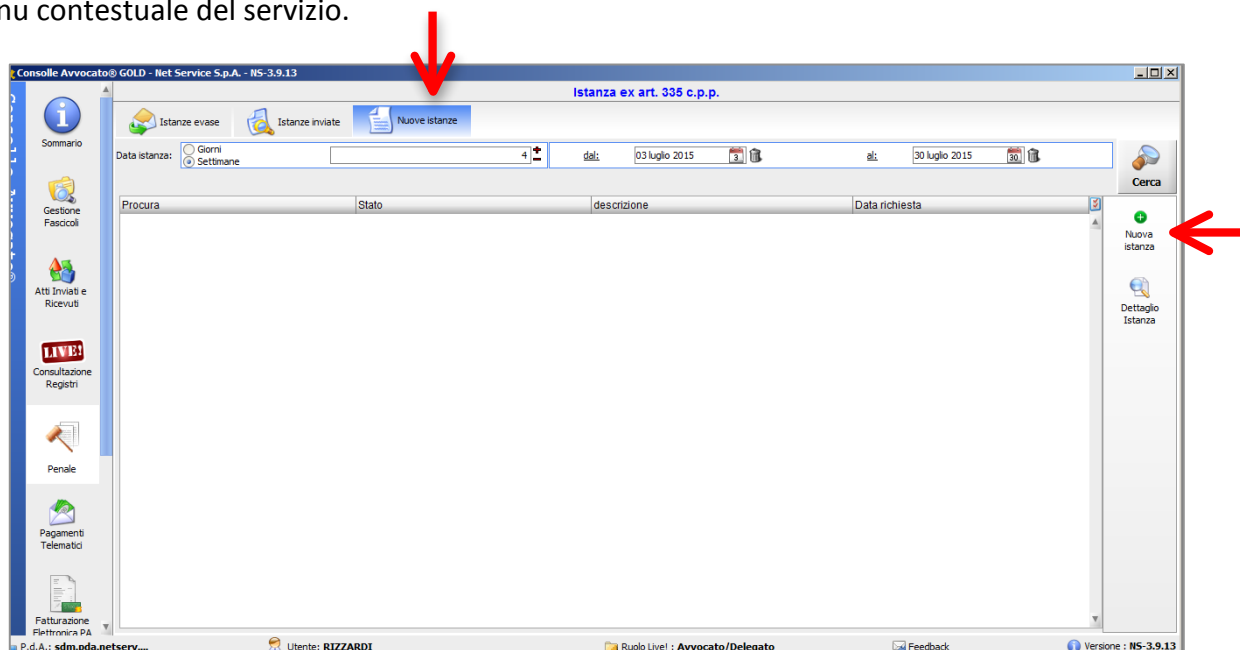 nu contestuale del servizio.
Consolle Avvocato® GOLD - Net Service S.p.A. - NS-3.9.13
Istanza ex art. 335 c.p.p.
Sommario
Istanze evase
Istanze inviate
Nuove istanze
Data istanza:
Giorni
Settimane
4
dal:
03 luglio 2015
3
al:
30 luglio 2015
30
Cerca
Procura
Stato
descrizione
Data richiesta
Gestione
Fascicoli
Nuova
istanza
Atti Inviati e
Ricevuti
Dettaglio
Istanza
LIVE!
Consultazione
Registri
Penale
Pagamenti
Telematici
Fatturazione
Elettronica PA
P.d.A.: sdm.pda.netserv....
Utente: RIZZARDI
Ruolo Live! : Avvocato/Delegato
Feedback
Versione : NS-3.9.13